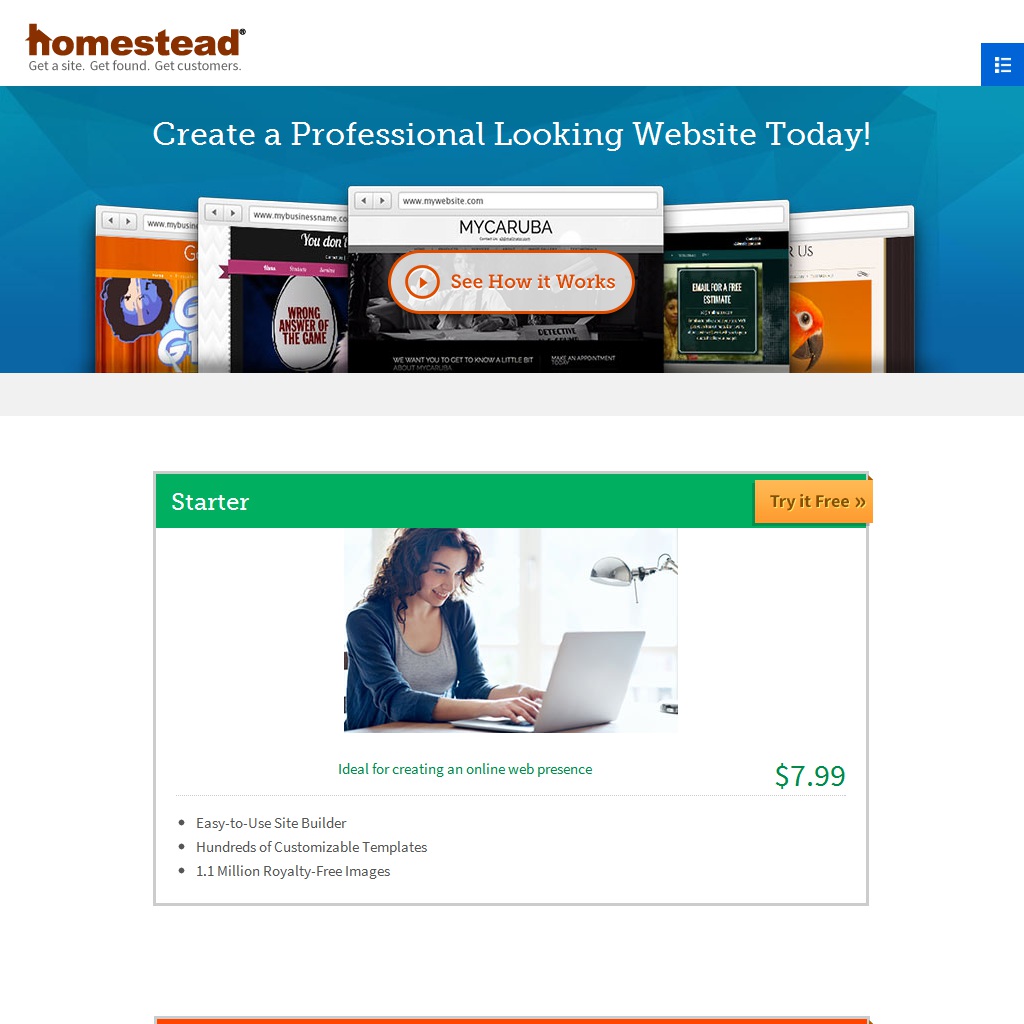 homestead®
Get a site. Get found. Get customers.
Create a Professional Looking Website Today!
www.mywebsite.com
www.mybusinessname.co
www.mybusin
MYCARUBA
You don't
R US
See How it Works
WRONG
ANSWER OF
THE GAME
EMAIL FOR A FREE
ESTIMATE
DETECTIVE
WE WANT YOU TO GET TO KNOW A LITTLE BIT
ABOUT MYCARUBA
MAKE AN APPOINTMENT
TODAY
Starter
Try it Free »
Ideal for creating an online web presence
$7.99
Easy-to-Use Site Builder
Hundreds of Customizable Templates
1.1 Million Royalty-Free Images